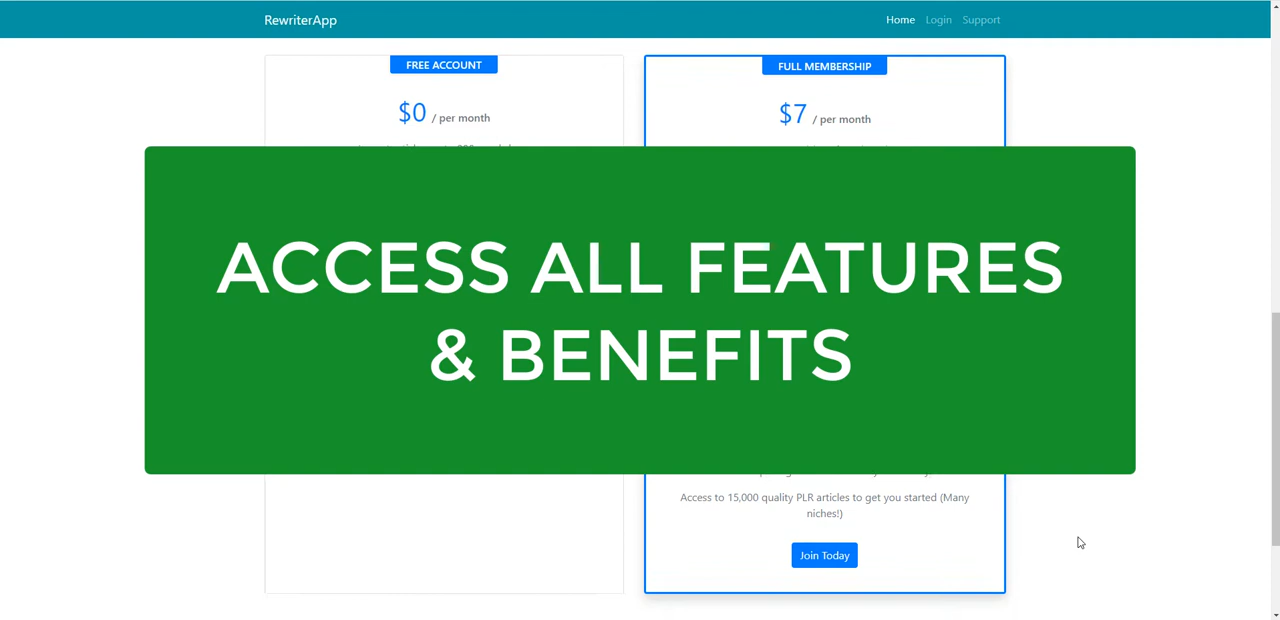 RewriterApp
Home Login Support
FREE ACCOUNT
$0 / per month
FULL MEMBERSHIP
$7 / per month
ACCESS ALL FEATURES
& BENEFITS
Access to 15,000 quality PLR articles to get you started (Many
niches!)
Join Today